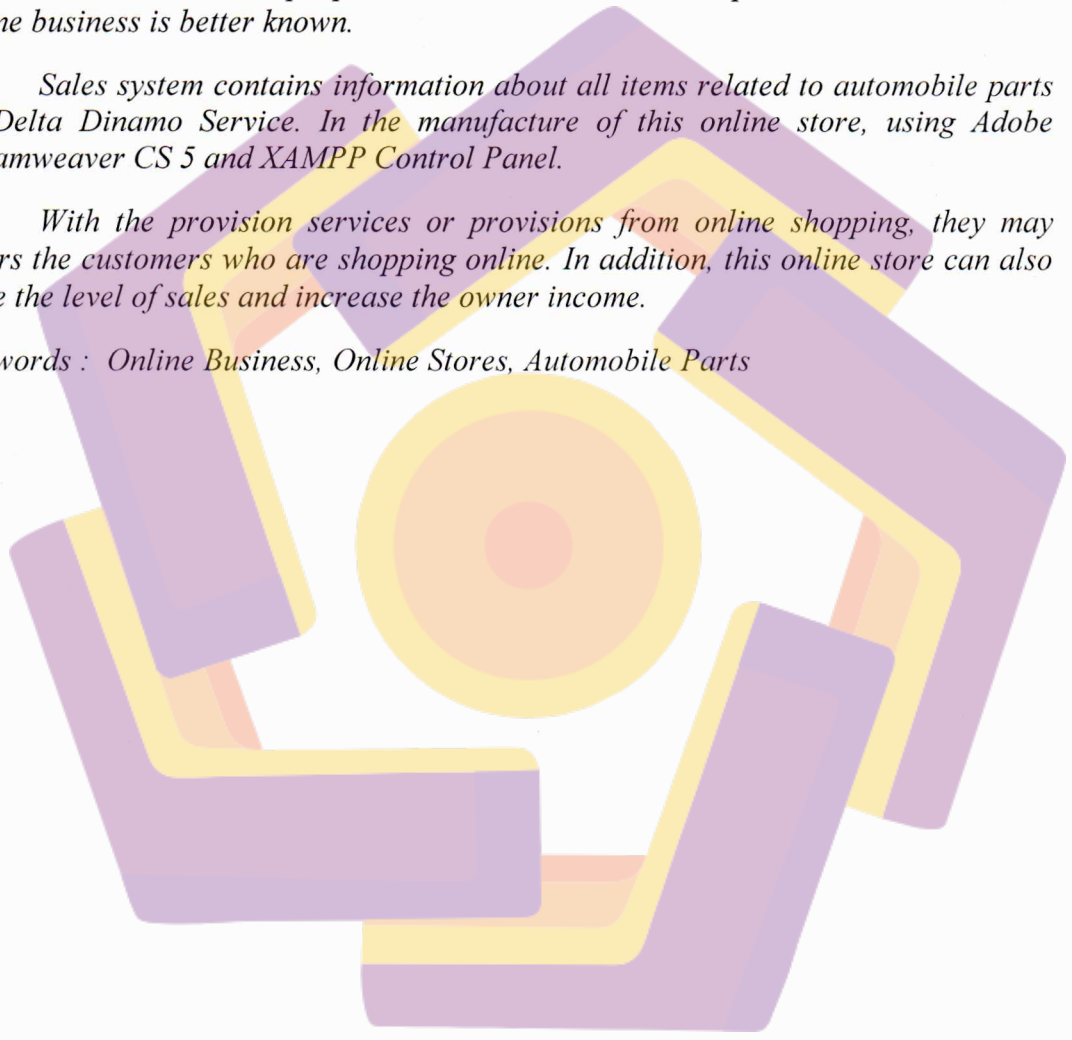 ne business is better known.
Sales system contains information about all items related to automobile parts
Delta Dinamo Service. In the manufacture of this online store, using Adobe
amweaver CS 5 and XAMPP Control Panel.
With the provision services or provisions from online shopping, they may
rs the customers who are shopping online. In addition, this online store can also
e the level of sales and increase the owner income.
words : Online Business, Online Stores, Automobile Parts